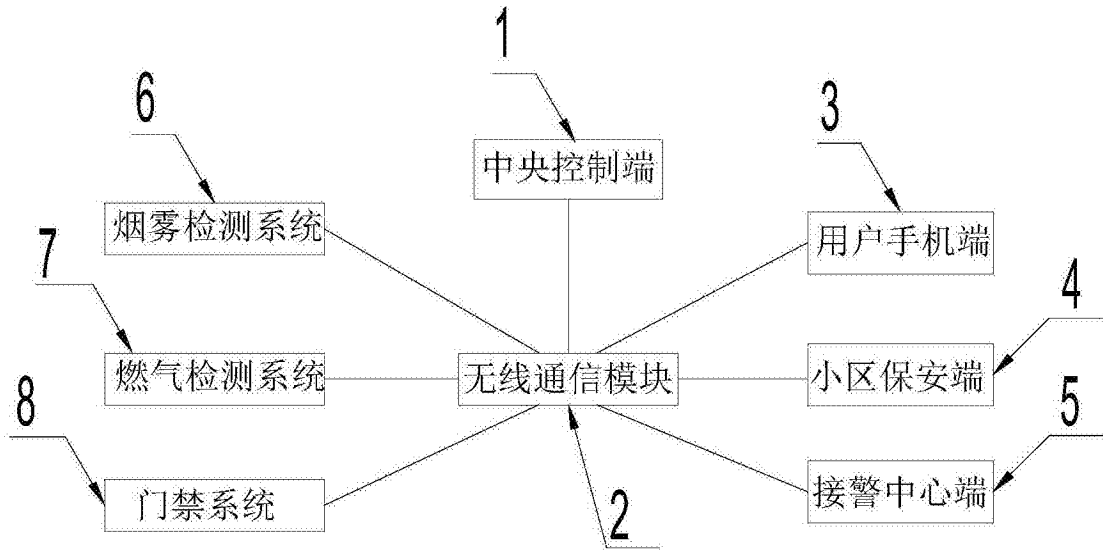 1
6
3
中央控制端
烟雾检测系统
用户手机端
7
4
燃气检测系统
无线通信模块
小区保安端
8
5
门禁系统
接警中心端
2